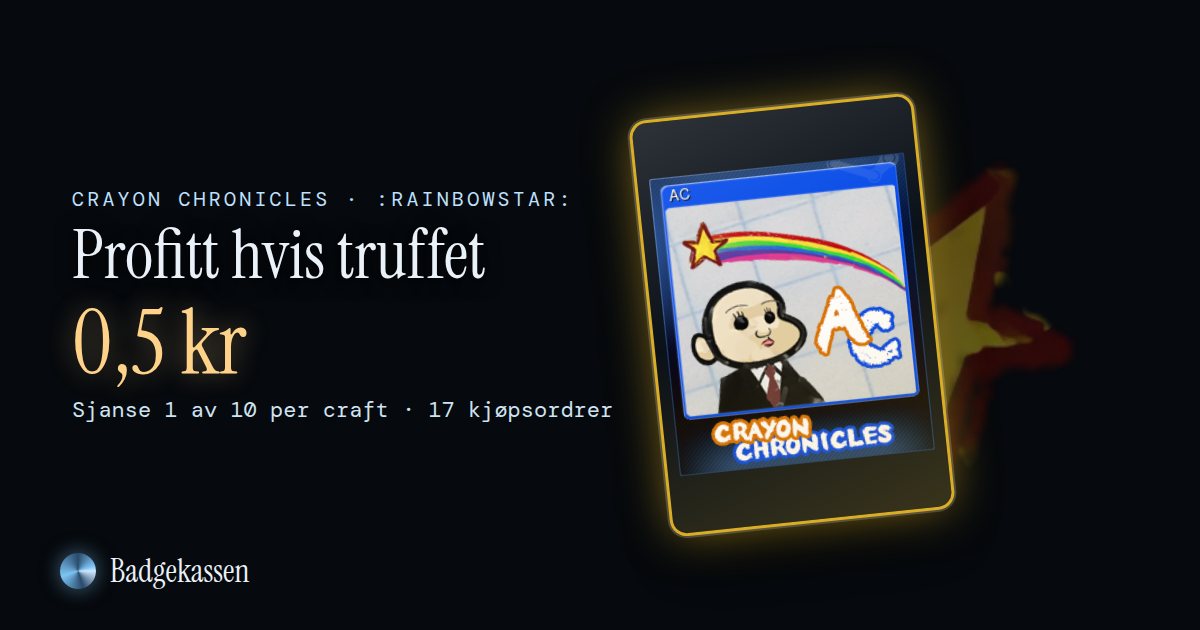 CRAYON CHRONICLES · :RAINBOWSTAR:
Profitt hvis truffet
0,5 kr
Sjanse 1 av 10 per craft · 17 kjøpsordrer
Badgekassen
AC
AC
CRAYON
CHRONICLES